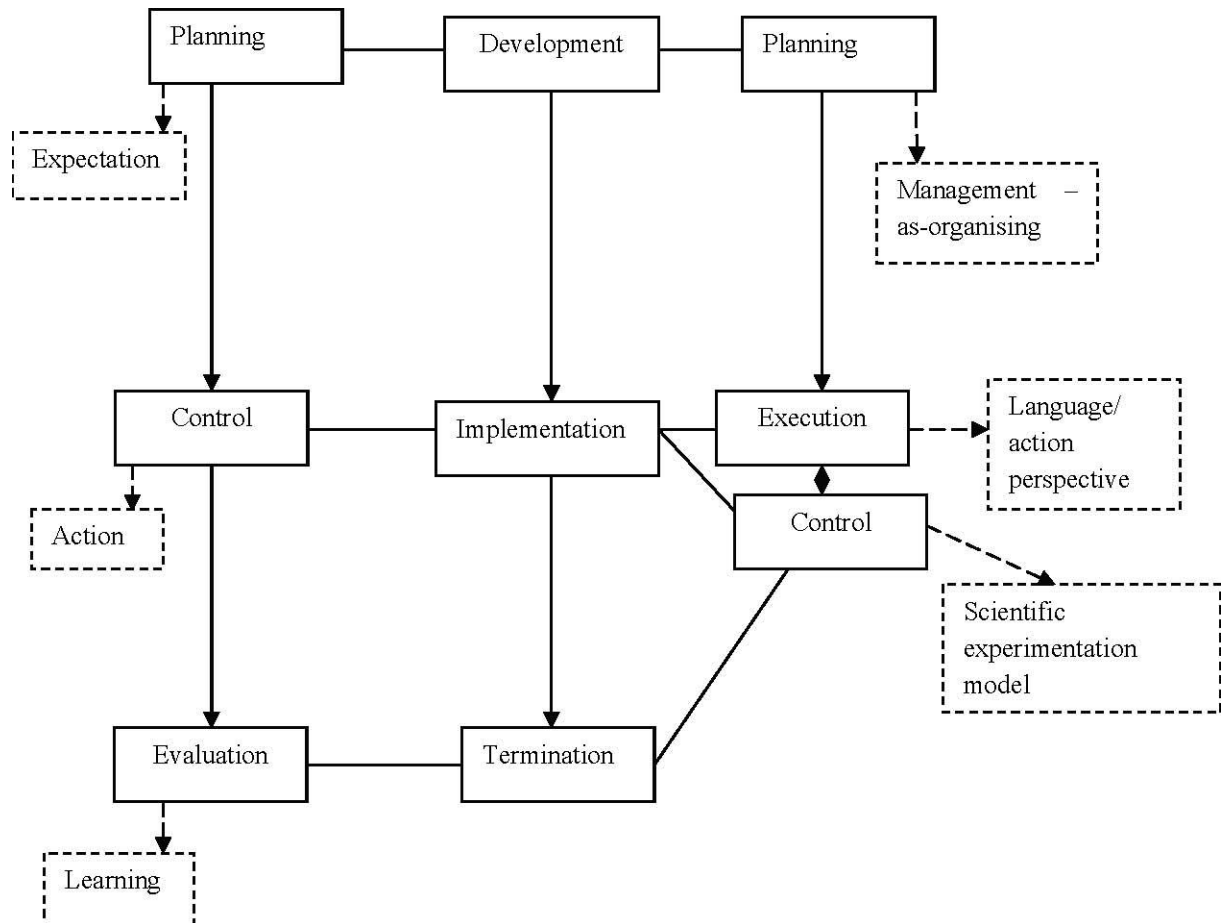 Planning
Development
Planning
Expectation
Management –
as-organising
Control
Implementation
Execution
Language/
action
perspective
Action
Control
Scientific
experimentation
model
Evaluation
Termination
Learning